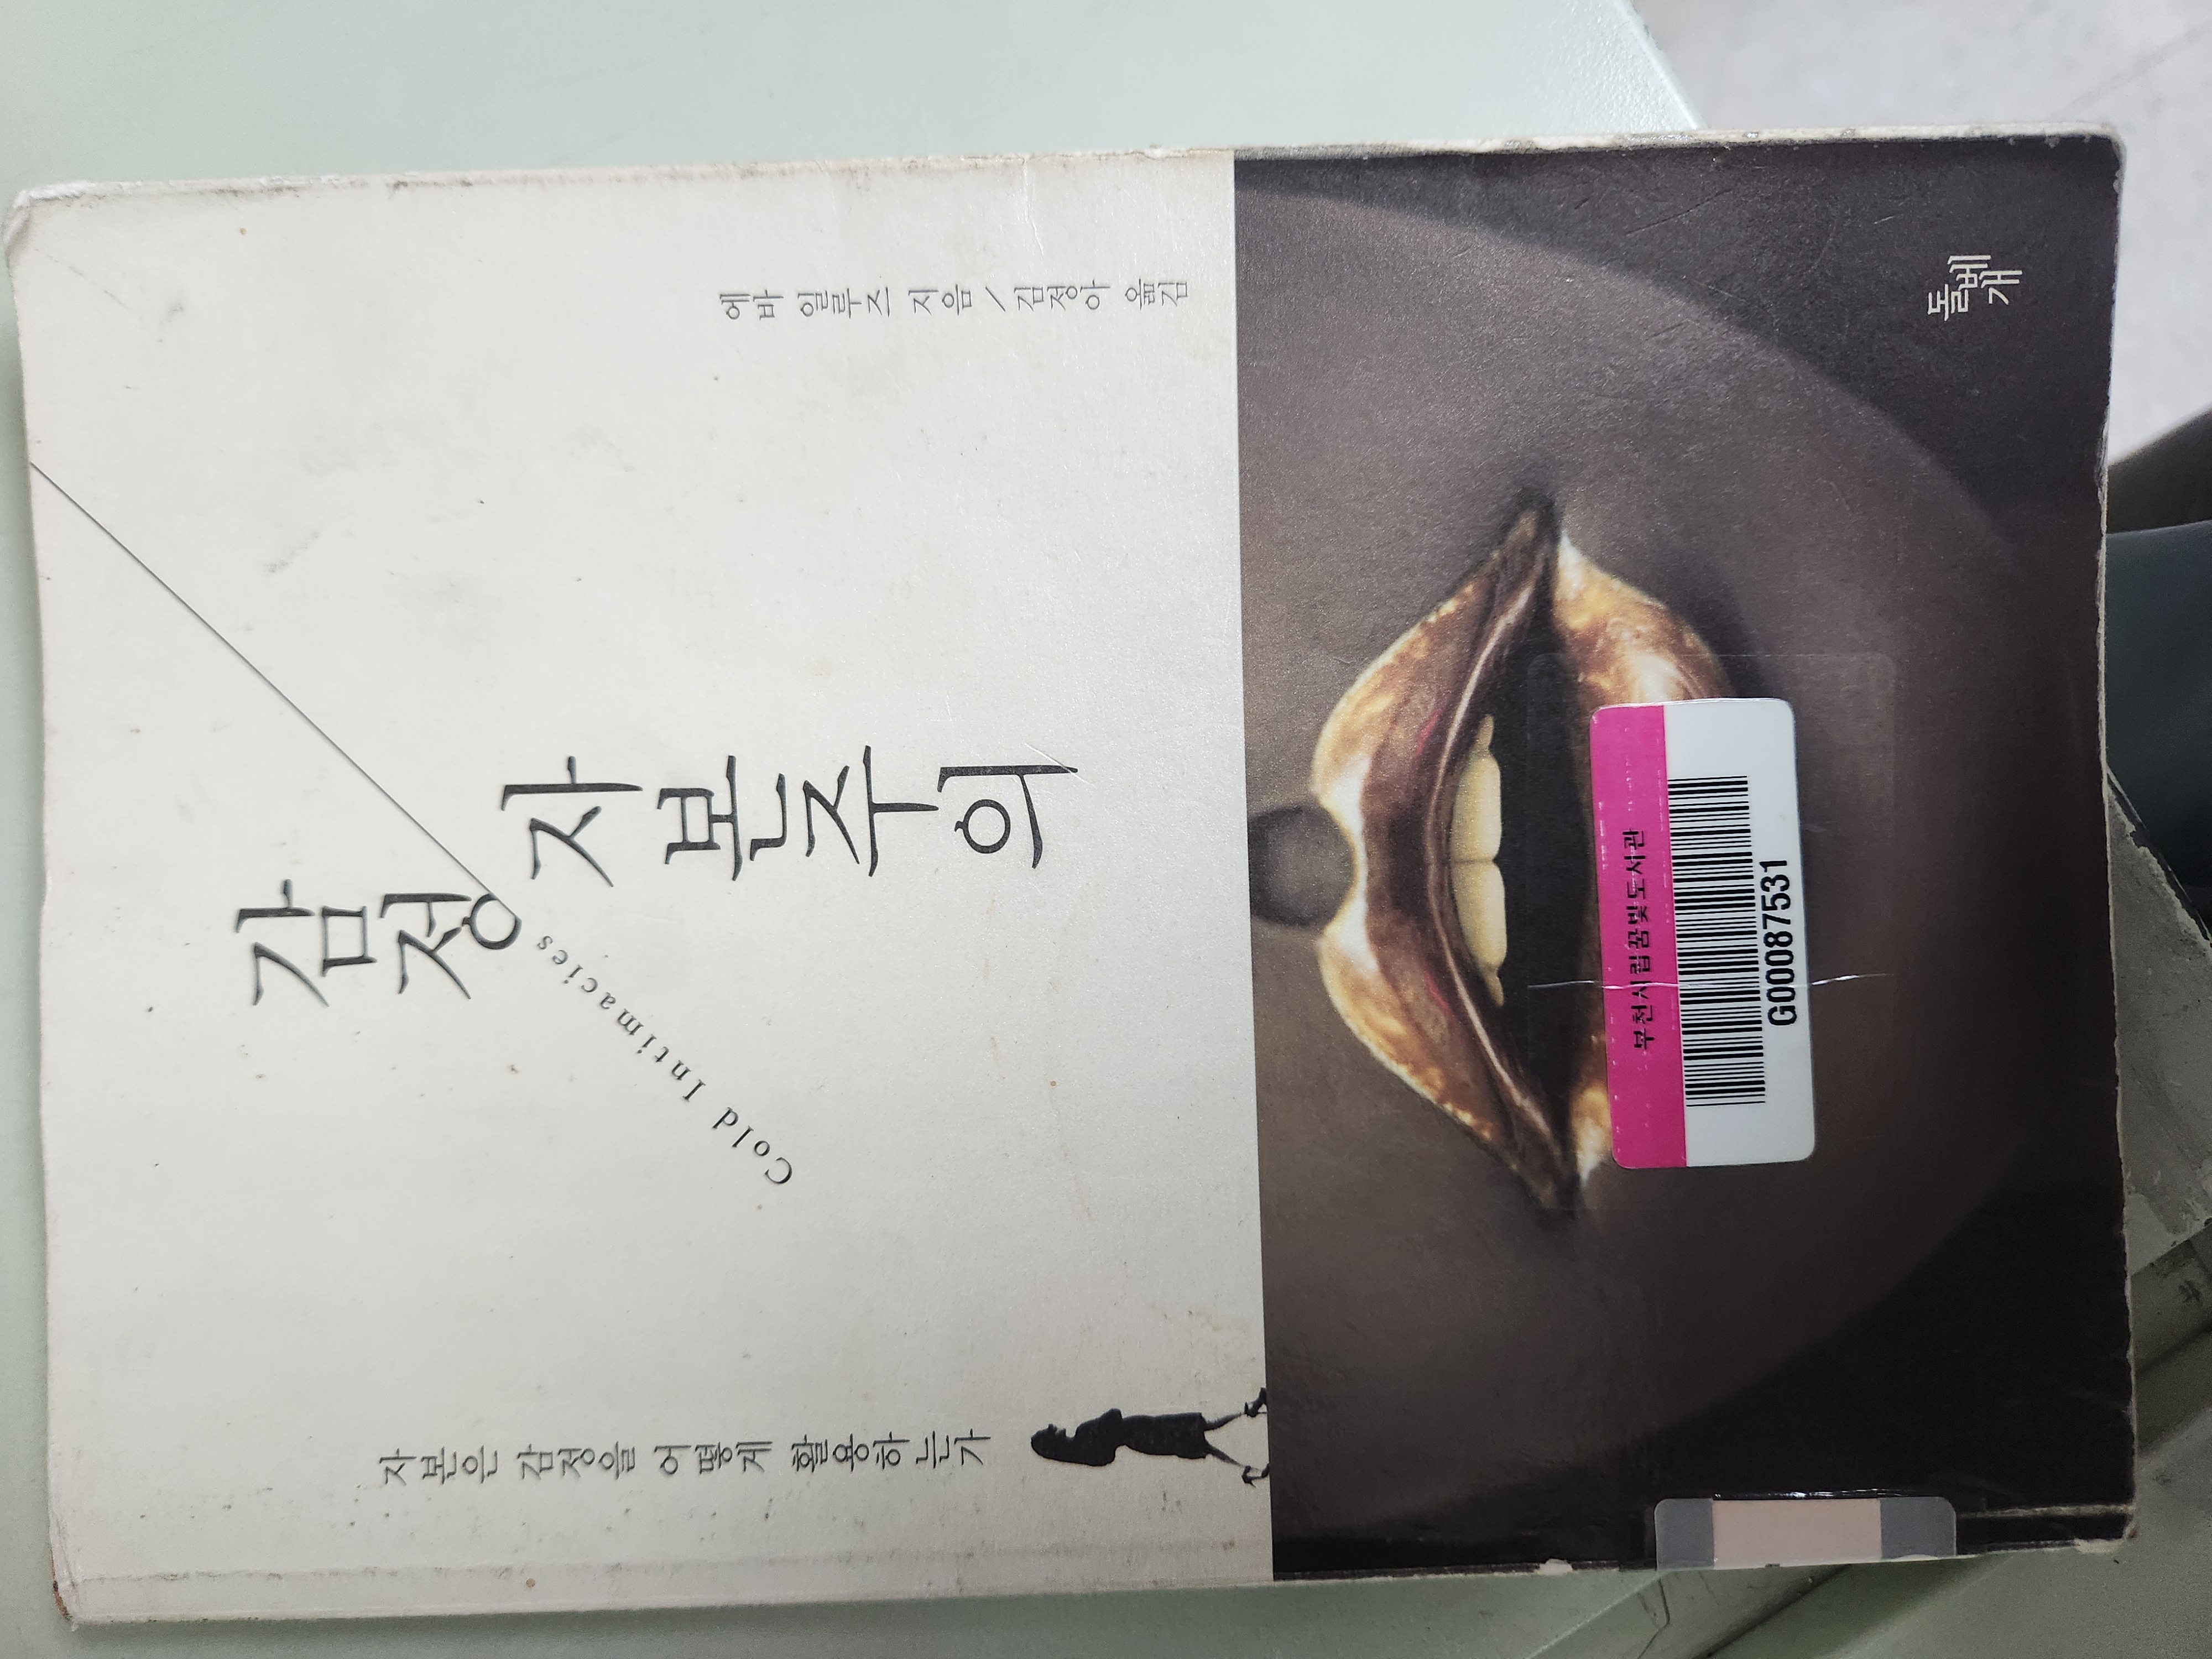 에바 일루즈 지음 / 김정아 옮김
감정
자본주의
Cold Intimacies
자본은 감정을 어떻게 활용하는가
부천시립꿈빛도서관
G00087531
돌베개